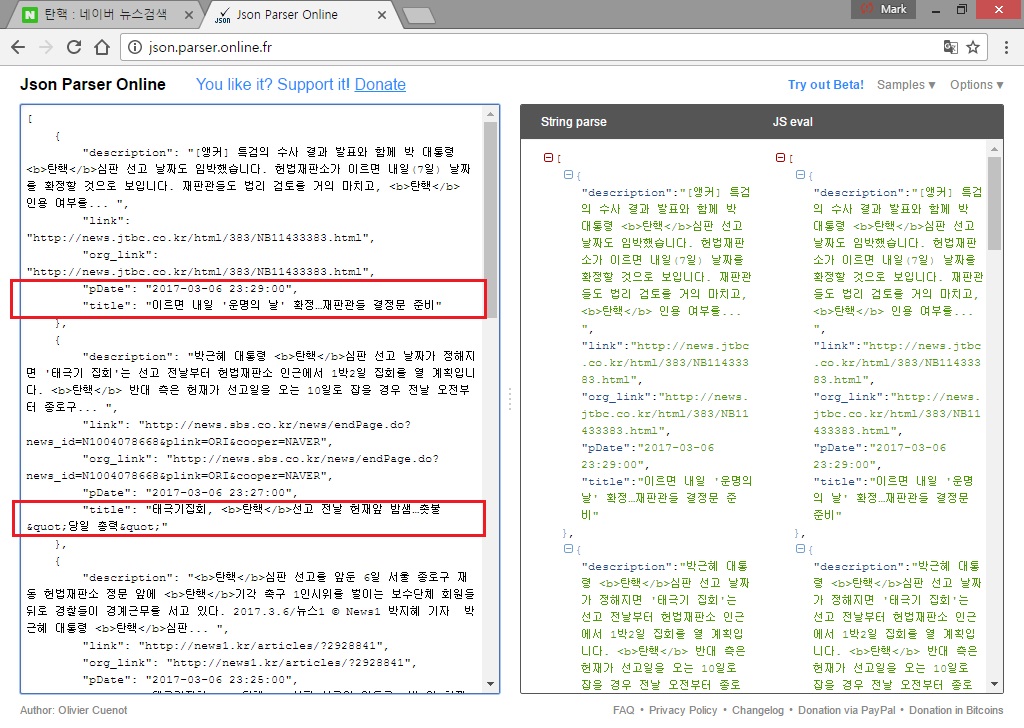 탄핵 : 네이버 뉴스검색
Json Parser Online
Mark
json.parser.online.fr
Json Parser Online
You like it? Support it! Donate
Try out Beta!
Samples ▼
Options ▼
[
{
"description": "[앵커] 특검의 수사 결과 발표와 함께 박 대통령
<b>탄핵</b>심판 선고 날짜도 임박했습니다. 헌법재판소가 이르면 내일(7일) 날짜
를 확정할 것으로 보입니다. 재판관들도 법리 검토를 거의 마치고, <b>탄핵</b>
인용 여부를... ",
"link":
"http://news.jtbc.co.kr/html/383/NB11433383.html",
"org_link":
"http://news.jtbc.co.kr/html/383/NB11433383.html",
"pDate": "2017-03-06 23:29:00",
"title": "이르면 내일 '운명의 날' 확정…재판관들 결정문 준비"
},
{
"description": "박근혜 대통령 <b>탄핵</b>심판 선고 날짜가 정해지
면 '태극기 집회'는 선고 전날부터 헌법재판소 인근에서 1박2일 집회를 열 계획입니
다. <b>탄핵</b> 반대 측은 헌재가 선고일을 오는 10일로 잡을 경우 전날 오전부
터 종로구... ",
"link": "http://news.sbs.co.kr/news/endPage.do?
news_id=N1004078668&plink=ORI&cooper=NAVER",
"org_link": "http://news.sbs.co.kr/news/endPage.do?
news_id=N1004078668&plink=ORI&cooper=NAVER",
"pDate": "2017-03-06 23:27:00",
"title": "태극기집회, <b>탄핵</b>선고 전날 헌재앞 밤샘…촛불
&quot;당일 총력&quot;"
},
{
"description": "<b>탄핵</b>심판 선고를 앞둔 6일 서울 종로구 재
동 헌법재판소 정문 앞에 <b>탄핵</b>기각 촉구 1인시위를 벌이는 보수단체 회원들
뒤로 경찰들이 경계근무를 서고 있다. 2017.3.6/뉴스1 © News1 박지혜 기자 박
근혜 대통령 <b>탄핵</b>심판... ",
"link": "http://news1.kr/articles/?2928841",
"org_link": "http://news1.kr/articles/?2928841",
"pDate": "2017-03-06 23:25:00",
String parse
[
{
"description":"[앵커] 특검
의 수사 결과 발표와 함께 박
대통령 <b>탄핵</b>심판 선고
날짜도 임박했습니다. 헌법재판
소가 이르면 내일(7일) 날짜를
확정할 것으로 보입니다. 재판관
들도 법리 검토를 거의 마치고,
<b>탄핵</b> 인용 여부를...
",
"link":"http://news.jtbc
.co.kr/html/383/NB114333
83.html",
"org_link":"http://news.
jtbc.co.kr/html/383/NB11
433383.html",
"pDate":"2017-03-06
23:29:00",
"title":"이르면 내일 '운명
의 날' 확정…재판관들 결정문 준
비"
},
{
"description":"박근혜 대통
령 <b>탄핵</b>심판 선고 날짜
가 정해지면 '태극기 집회'는
선고 전날부터 헌법재판소 인근
에서 1박2일 집회를 열 계획입
니다. <b>탄핵</b> 반대 측은
헌재가 선고일을 오는 10일로
잡을 경우 전날 오전부터 종로
JS eval
[
{
"description":"[앵커] 특검
의 수사 결과 발표와 함께 박
대통령 <b>탄핵</b>심판 선고
날짜도 임박했습니다. 헌법재판
소가 이르면 내일(7일) 날짜를
확정할 것으로 보입니다. 재판관
들도 법리 검토를 거의 마치고,
<b>탄핵</b> 인용 여부를...
",
"link":"http://news.jtbc
.co.kr/html/383/NB114333
83.html",
"org_link":"http://news.
jtbc.co.kr/html/383/NB11
433383.html",
"pDate":"2017-03-06
23:29:00",
"title":"이르면 내일 '운명
의 날' 확정…재판관들 결정문
준비"
},
{
"description":"박근혜 대통
령 <b>탄핵</b>심판 선고 날짜
가 정해지면 '태극기 집회'는
선고 전날부터 헌법재판소 인근
에서 1박2일 집회를 열 계획입
니다. <b>탄핵</b> 반대 측은
헌재가 선고일을 오는 10일로
잡을 경우 전날 오전부터 종로
Author: Olivier Cuenot
FAQ • Privacy Policy • Changelog • Donation via PayPal • Donation in Bitcoins